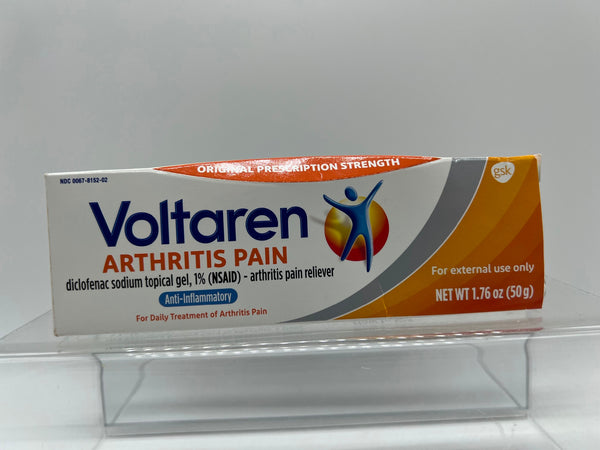 ORIGINAL PRESCRIPTION STRENGTH
NDC 0067-8152-02
gsk
Voltaren
ARTHRITIS PAIN
diclofenac sodium topical gel, 1% (NSAID) - arthritis pain reliever
Anti-Inflammatory
For Daily Treatment of Arthritis Pain
For external use only
NET WT 1.76 oz (50g)